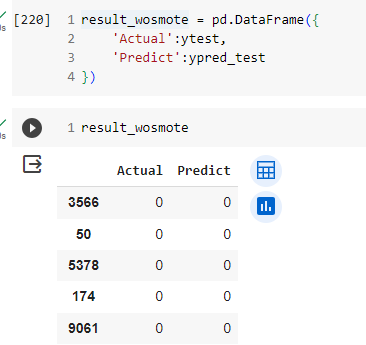 [220] 1 result_wosmote = pd.DataFrame({
2 'Actual':ytest,
3 'Predict':ypred_test
4 })
1 result_wosmote
Actual Predict
3566 0 0
50 0 0
5378 0 0
174 0 0
9061 0 0